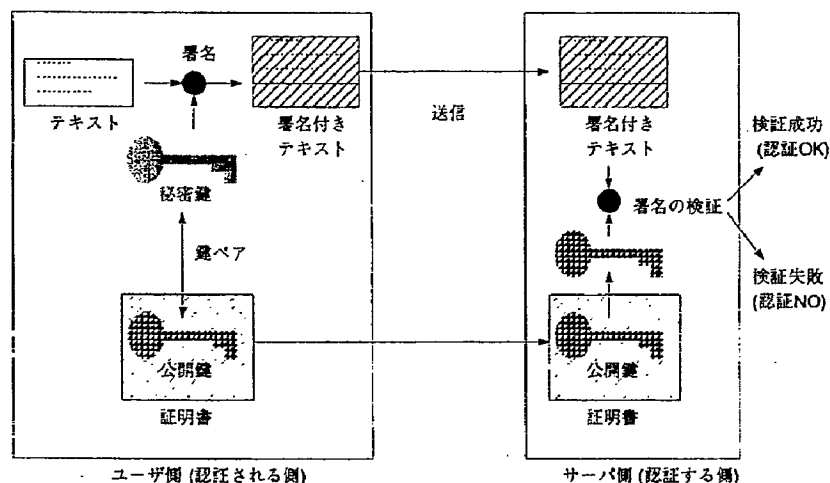 署名
テキスト
署名付き
テキスト
秘密鍵
鍵ペア
公開鍵
証明書
ユーザ側 (認証される側)
送信
署名付き
テキスト
署名の検証
公開鍵
証明書
サーバ側 (認証する側)
検証成功
(認証OK)
検証失敗
(認証NO)